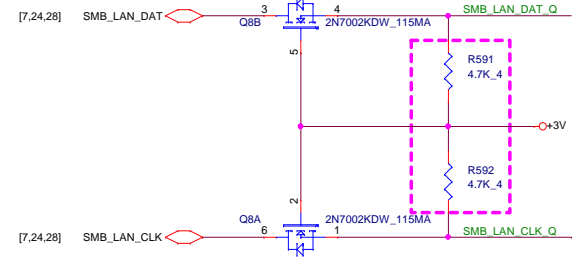 [7,24,28] SMB_LAN_DAT 3 4 SMB_LAN_DAT_Q
Q8B 2N7002KDW_115MA
5
R591
4.7K_4
+3V
R592
4.7K_4
2
Q8A 2N7002KDW_115MA
[7,24,28] SMB_LAN_CLK 6 1 SMB_LAN_CLK_Q